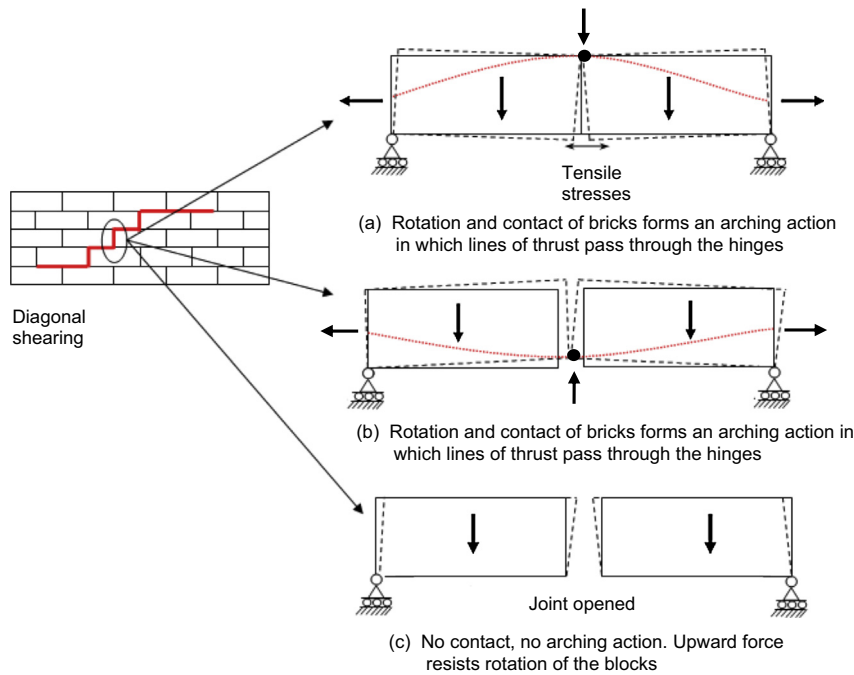 Tensile
stresses
(a) Rotation and contact of bricks forms an arching action
in which lines of thrust pass through the hinges
Diagonal
shearing
(b) Rotation and contact of bricks forms an arching action in
which lines of thrust pass through the hinges
Joint opened
(c) No contact, no arching action. Upward force
resists rotation of the blocks